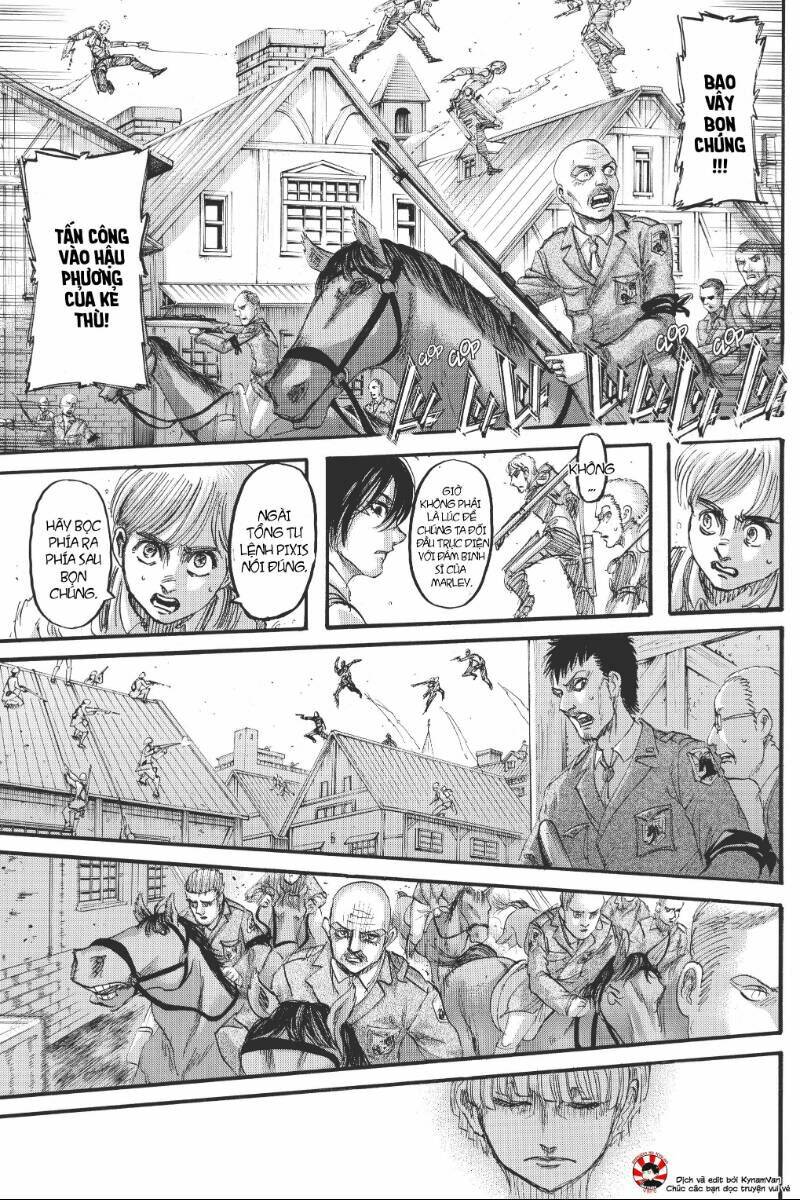 BAO
VÂY
BỌN
CHÚNG
!!!
TẤN CÔNG
VÀO HẬU
PHƯƠNG
CỦA KẺ
THÙ!
CLOP
CLOP
CLOP
CLOP
KHÔNG
...
GIỜ
KHÔNG PHẢI
LÀ LÚC ĐỂ
CHÚNG TA ĐỐI
ĐẦU TRỰC DIỆN
VỚI ĐÁM BINH
SĨ CỦA
MARLEY.
NGÀI
TỔNG TƯ
LỆNH PIXIS
NÓI ĐÚNG.
HÃY BỌC
PHÍA RA
PHÍA SAU
BỌN
CHÚNG.
Dịch và edit bởi KynamVan
Chúc các bạn đọc truyện vui vẻ